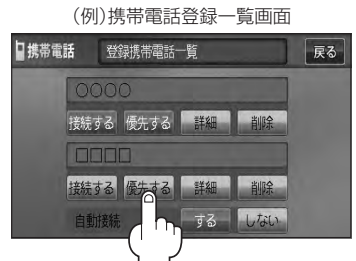 (例)携帯電話登録一覧画面
携帯電話 登録携帯電話一覧 戻る
○○○○
接続する 優先する 詳細 削除
□□□□
接続する 優先する 詳細 削除
自動接続 する しない